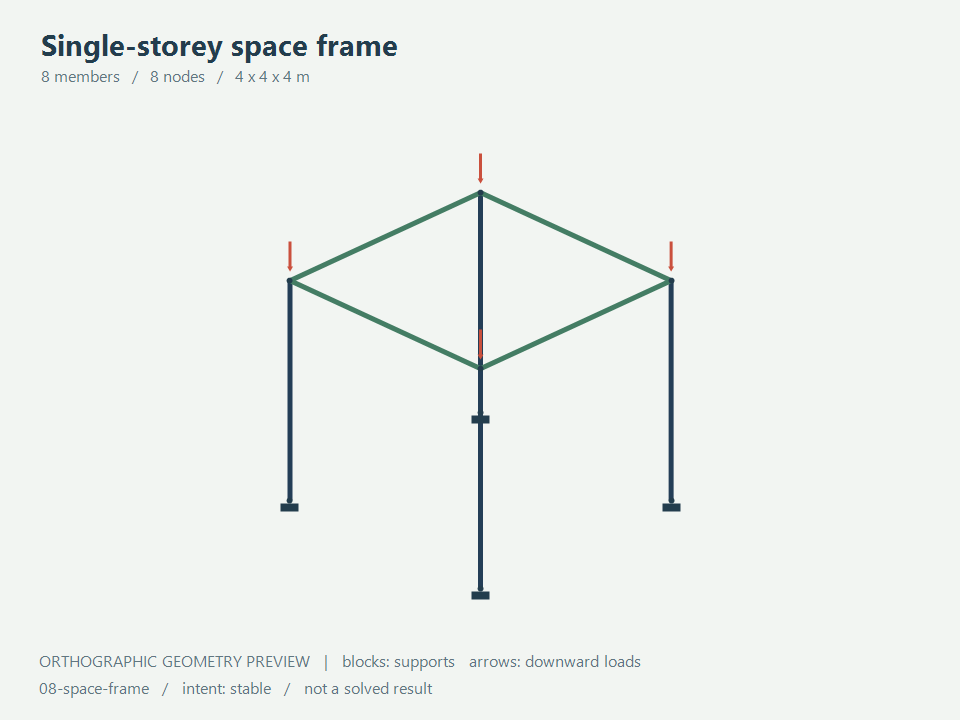 Single-storey space frame
8 members / 8 nodes / 4 x 4 x 4 m
ORTHOGRAPHIC GEOMETRY PREVIEW | blocks: supports arrows: downward loads
08-space-frame / intent: stable / not a solved result